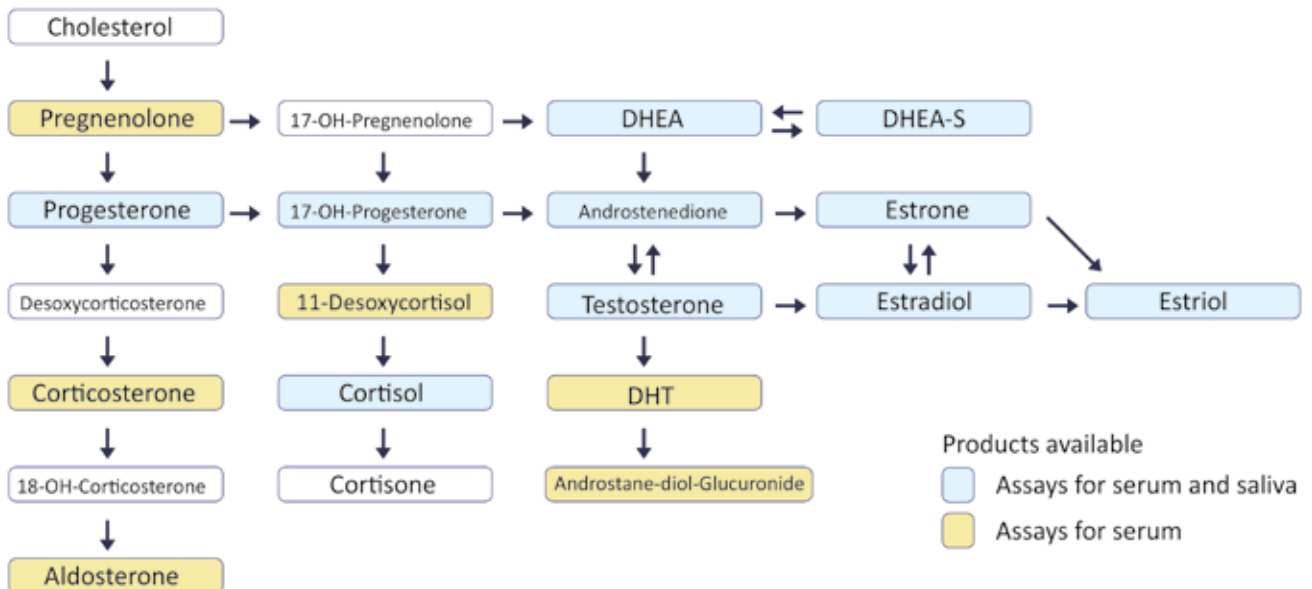 Cholesterol
Pregnenolone
17-OH-Pregnenolone
DHEA
DHEA-S
Progesterone
17-OH-Progesterone
Androstenedione
Estrone
Desoxycorticosterone
11-Desoxycortisol
Testosterone
Estradiol
Estriol
Corticosterone
Cortisol
DHT
18-OH-Corticosterone
Cortisone
Androstane-diol-Glucuronide
Aldosterone
Products available
Assays for serum and saliva
Assays for serum